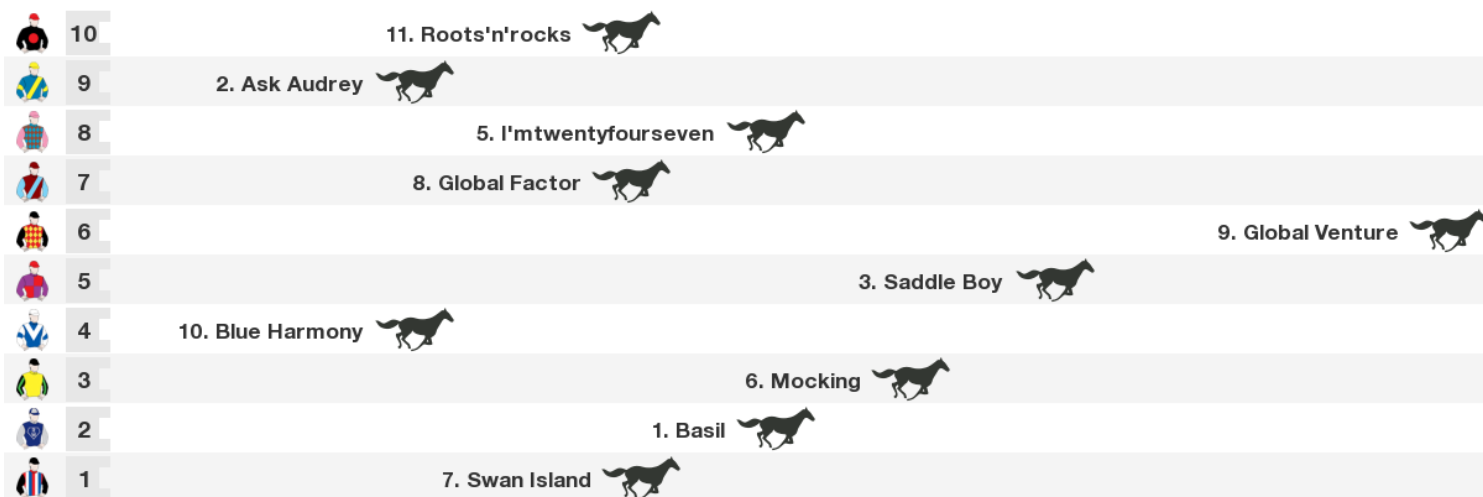 10 11. Roots'n'rocks
9 2. Ask Audrey
8 5. I'mtwentyfourseven
7 8. Global Factor
6 9. Global Venture
5 3. Saddle Boy
4 10. Blue Harmony
3 6. Mocking
2 1. Basil
1 7. Swan Island